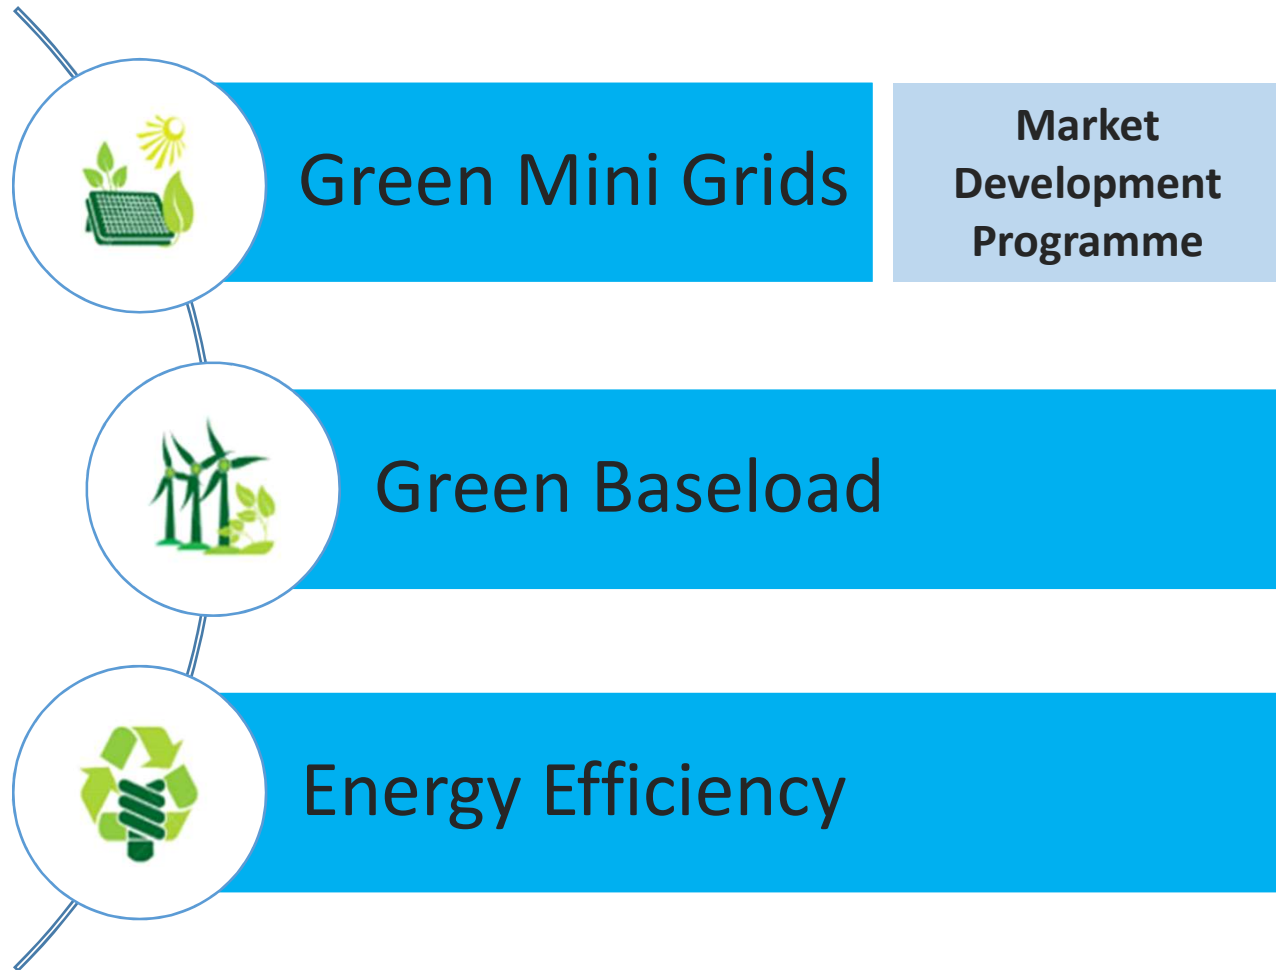 Green Mini Grids
Market
Development
Programme
Green Baseload
Energy Efficiency